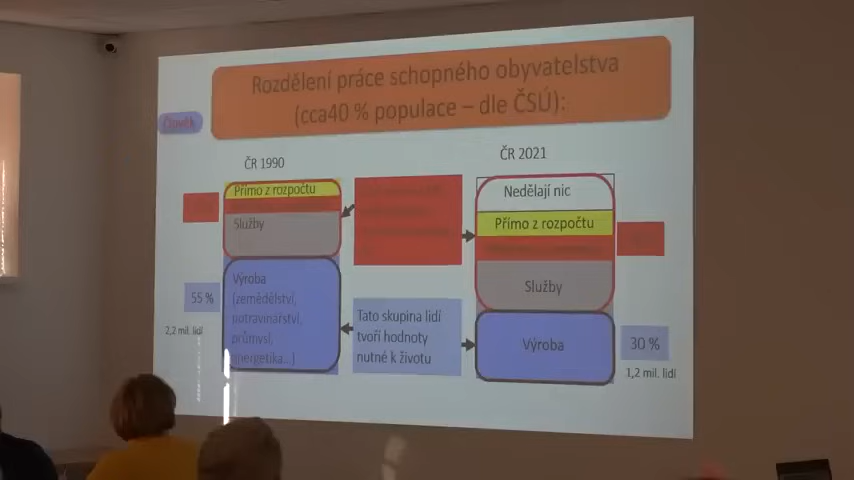 Rozdělení práce schopného obyvatelstva
(cca40 % populace – dle ČSÚ):
Člověk
ČR 1990
ČR 2021
Přímo z rozpočtu
Služby
Výroba
(zemědělství,
potravinářství,
průmysl,
energetika...)
55 %
2,2 mil. lidí
Tato skupina lidí
tvoří hodnoty
nutné k životu
Nedělají nic
Přímo z rozpočtu
Služby
Výroba
30 %
1,2 mil. lidí